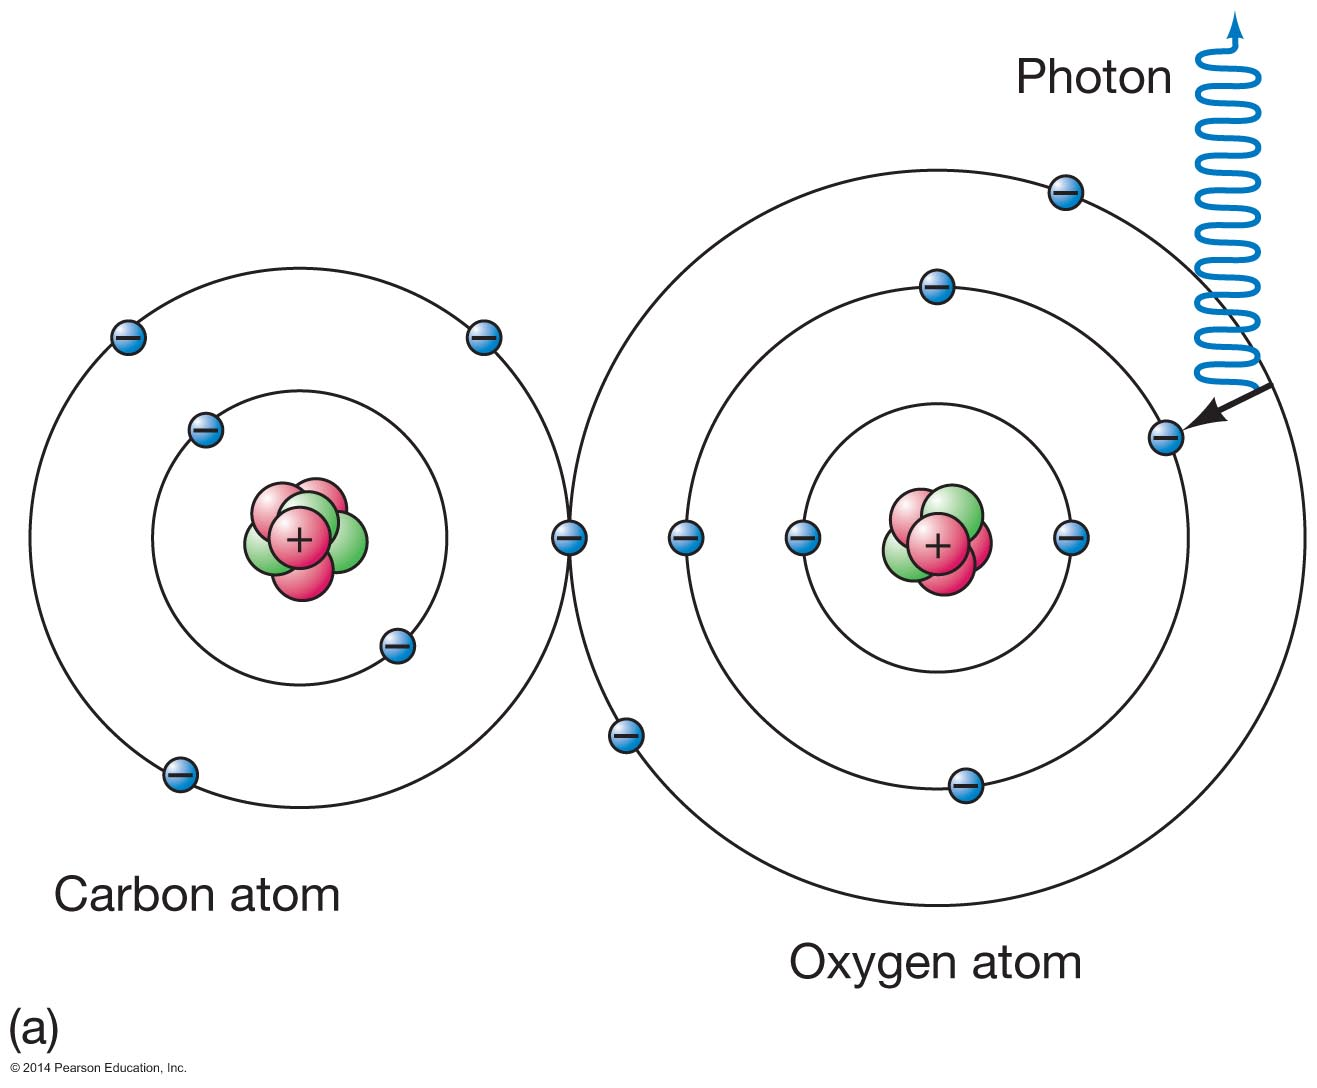 Photon
Carbon atom
Oxygen atom
(a)
© 2014 Pearson Education, Inc.